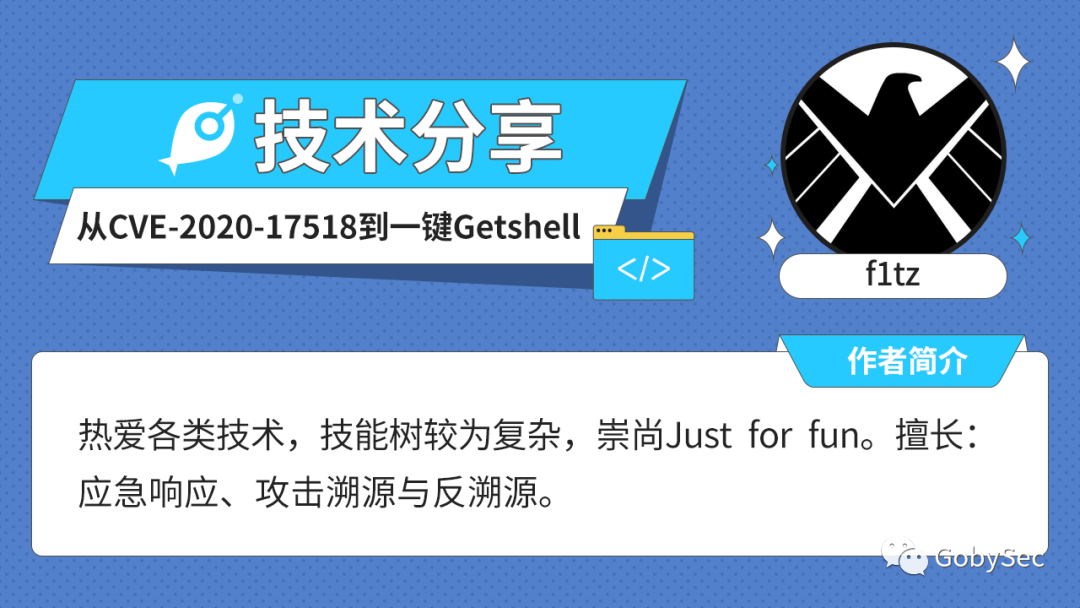 技术分享
从CVE-2020-17518到一键Getshell
</>
f1tz
作者简介
热爱各类技术，技能树较为复杂，崇尚Just for fun。擅长：
应急响应、攻击溯源与反溯源。
GobySec